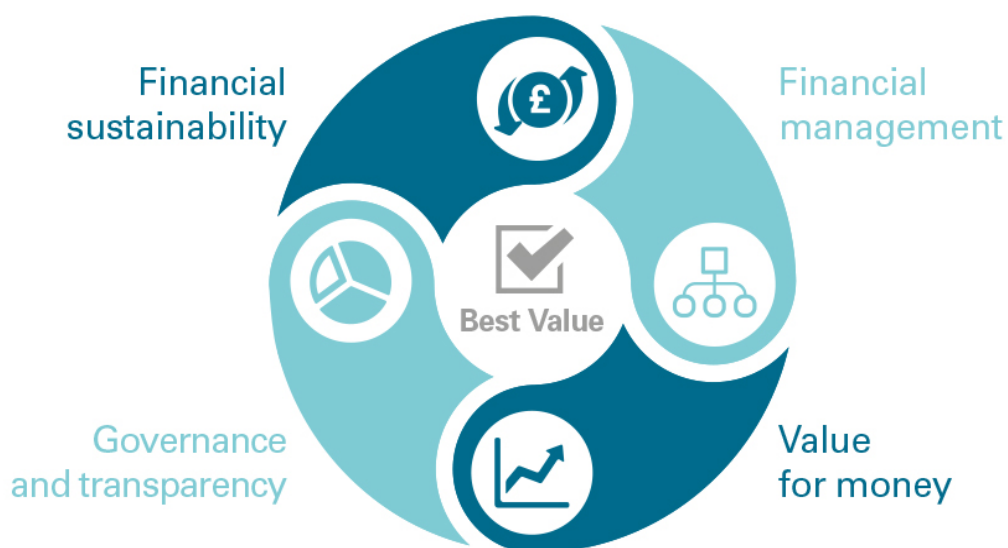 Financial
sustainability
£
Financial
management
Best Value
Governance
and transparency
Value
for money